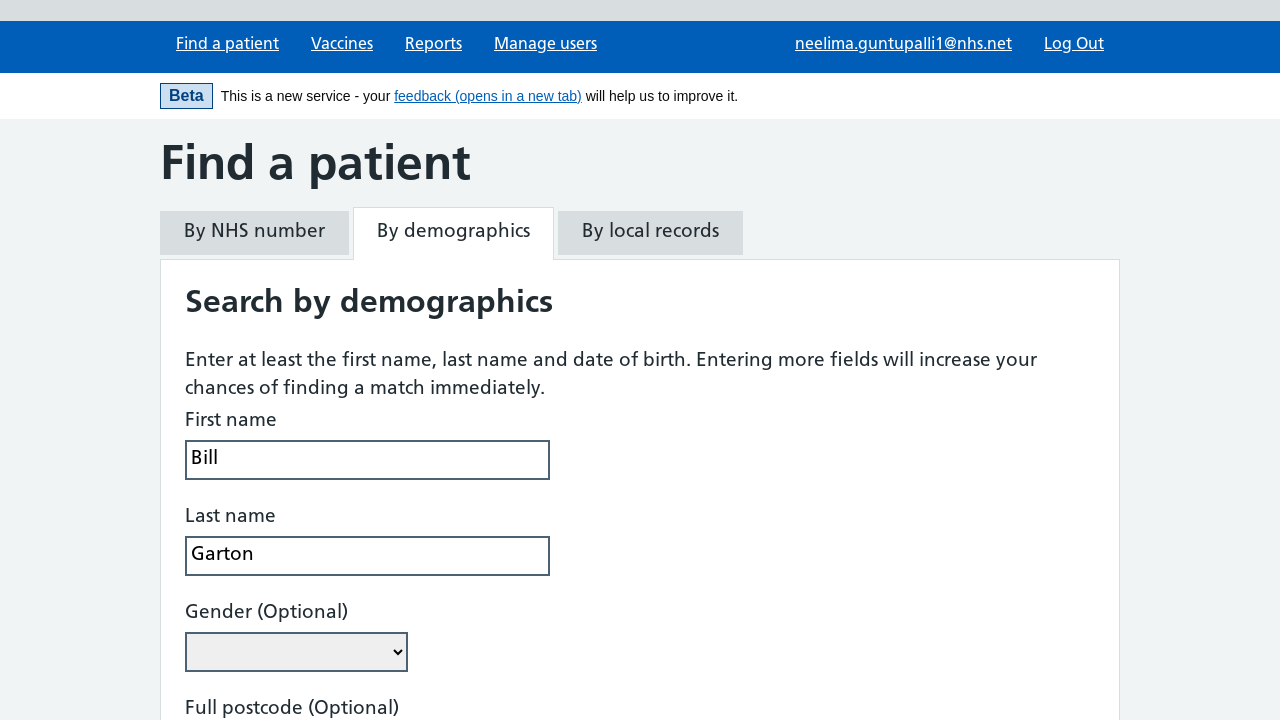 Find a patient Vaccines Reports Manage users neelima.guntupalli1@nhs.net Log Out
Beta This is a new service - your feedback (opens in a new tab) will help us to improve it.
Find a patient
By NHS number By demographics By local records
Search by demographics
Enter at least the first name, last name and date of birth. Entering more fields will increase your
chances of finding a match immediately.
First name
Bill
Last name
Garton
Gender (Optional)
Full postcode (Optional)